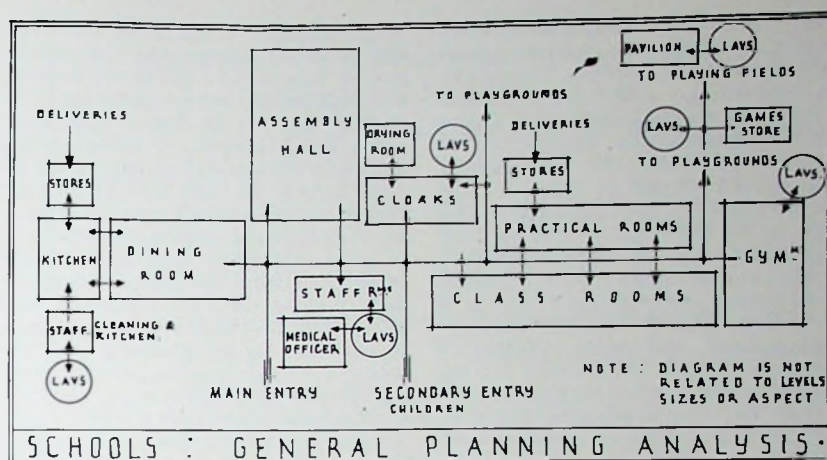 PAVILION
LAVS
TO PLAYING FIELDS
DELIVERIES
TO PLAYGROUNDS
ASSEMBLY
HALL
DRYING
ROOM
LAVS
DELIVERIES
LAVS
GAMES
STORE
TO PLAYGROUNDS
STORES
STORES
LAVS.
CLOAKS
KITCHEN
DINING
ROOM
PRACTICAL ROOMS
GYMM
STAFF RMS
CLASS ROOMS
STAFF
CLEANING &
KITCHEN
MEDICAL
OFFICER
LAVS
LAVS
MAIN ENTRY
SECONDARY ENTRY
CHILDREN
NOTE : DIAGRAM IS NOT
RELATED TO LEVELS
SIZES OR ASPECT
SCHOOLS : GENERAL PLANNING ANALYSIS.